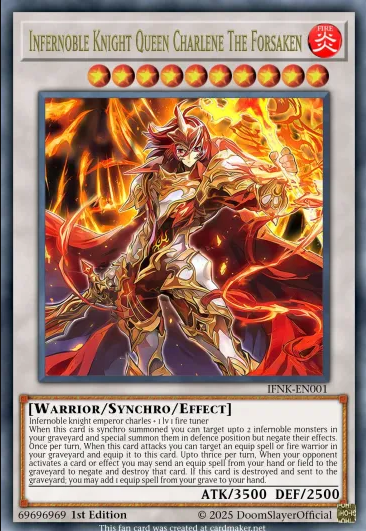 INFERNOBLE KNIGHT QUEEN CHARLENE THE FORSAKEN
FIRE
炎
IFNK-EN001
[WARRIOR/SYNCHRO/EFFECT]
Infernoble knight emperor charles + 1 lv 1 fire tuner
When this card is synchro summoned you can target upto 2 infernoble monsters in
your graveyard and special summon them in defence position but negate their effects.
Once per turn, When this card attacks you can target an equip spell or fire warrior in
your graveyard and equip it to this card. Upto thrice per turn, When your opponent
activates a card or effect you may send an equip spell from your hand or field to the
graveyard to negate and destroy that card. If this card is destroyed and sent to the
graveyard; you may add 1 equip spell from your grave to your hand
ATK/3500 DEF/2500
69696969 1st Edition © 2025 DoomSlayerOfficial
This fan card was created at cardmaker.net